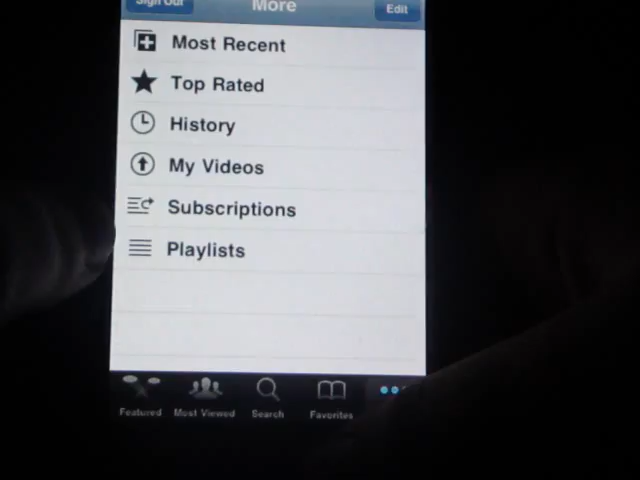 Sign Out More Edit
Most Recent
Top Rated
History
My Videos
Subscriptions
Playlists
Featured Most Viewed Search Favorites